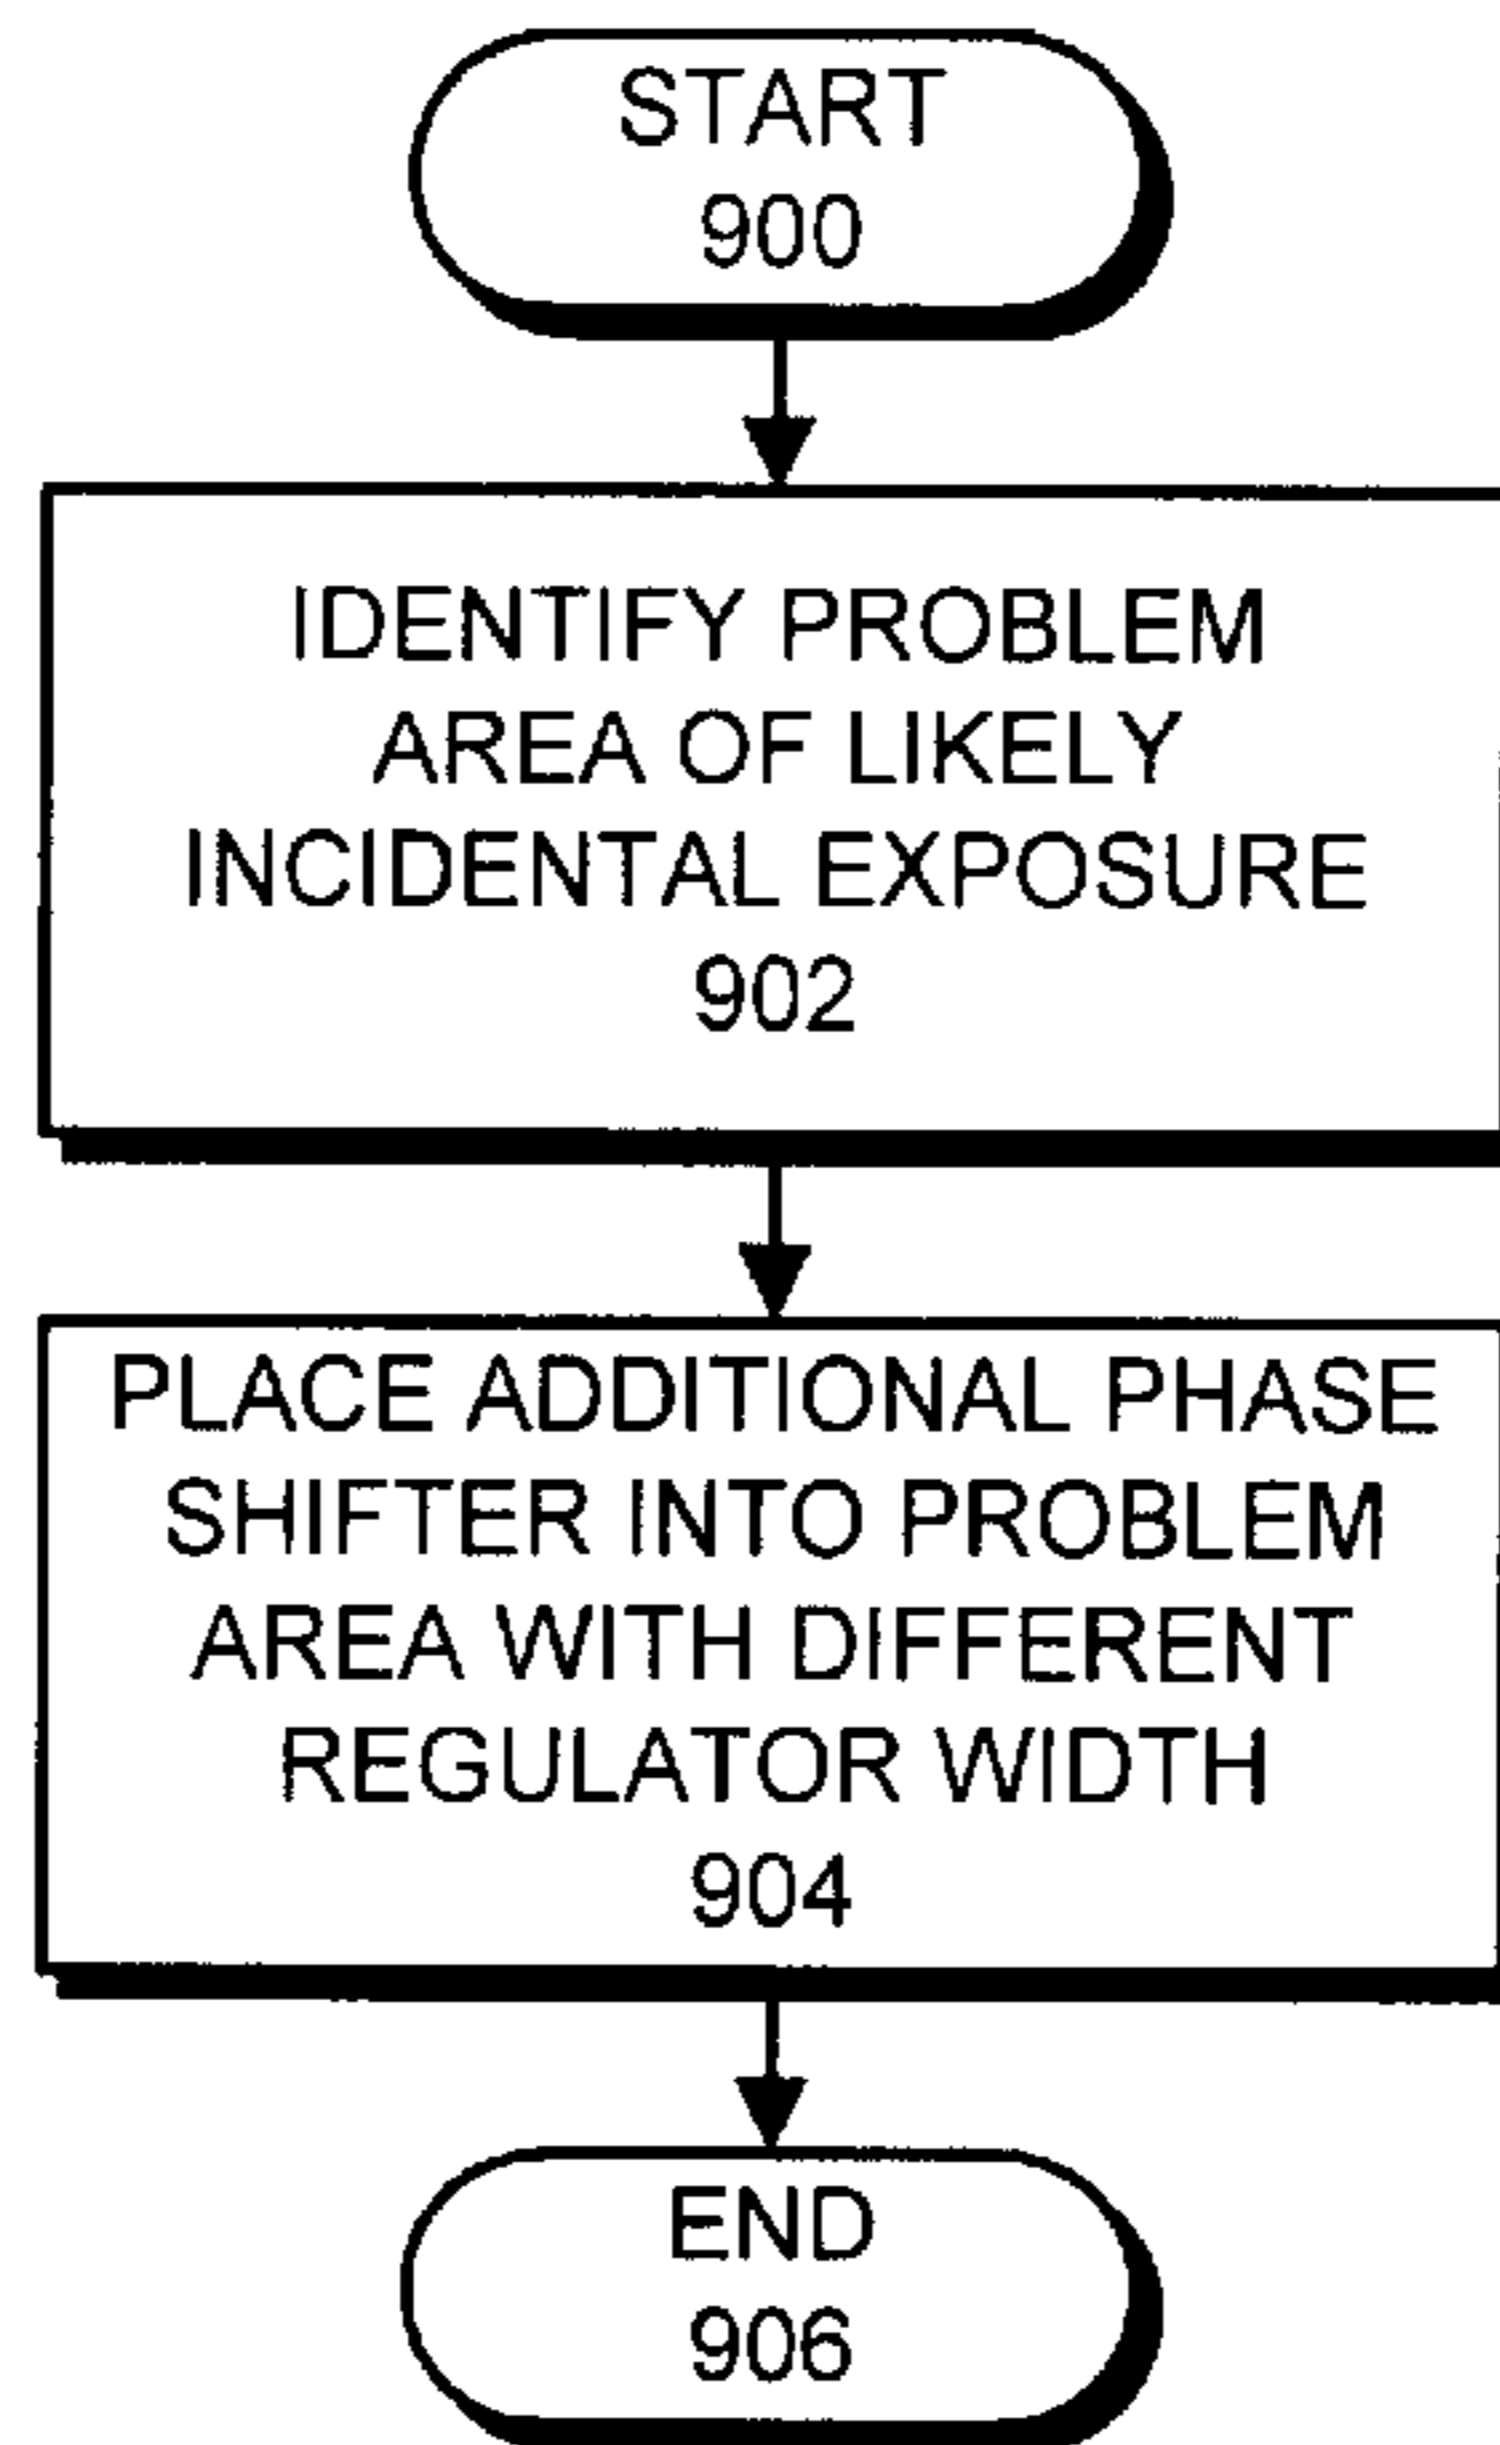 START
900
IDENTIFY PROBLEM
AREA OF LIKELY
INCIDENTAL EXPOSURE
902
PLACE ADDITIONAL PHASE
SHIFTER INTO PROBLEM
AREA WITH DIFFERENT
REGULATOR WIDTH
904
END
906